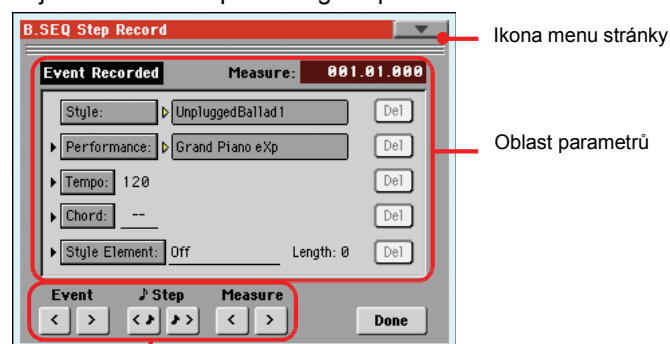 B.SEQ Step Record
Ikona menu stránky
Event Recorded Measure: 001.01.000
Style: UnpluggedBallad1 Del
Oblast parametrů
Performance: Grand Piano eXp Del
Tempo: 120 Del
Chord: -- Del
Style Element: Off Length: 0 Del
Event Step Measure
< > < > < > Done